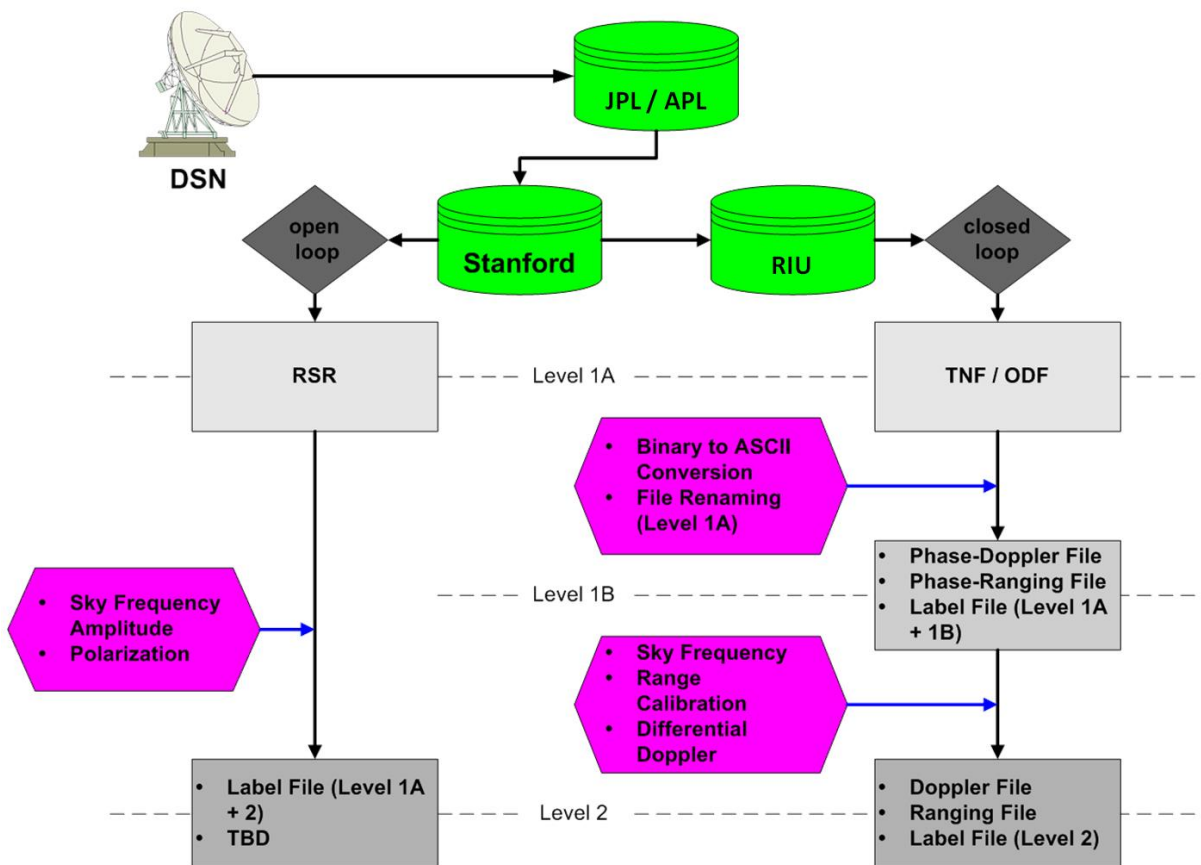 JPL / APL
DSN
open
loop
Stanford
RIU
closed
loop
RSR
Level 1A
TNF / ODF
• Binary to ASCII
Conversion
• File Renaming
(Level 1A)
• Phase-Doppler File
• Phase-Ranging File
• Label File (Level 1A
+ 1B)
Level 1B
• Sky Frequency
Amplitude
• Polarization
• Sky Frequency
• Range
Calibration
• Differential
Doppler
• Label File (Level 1A
+ 2)
• TBD
Level 2
• Doppler File
• Ranging File
• Label File (Level 2)